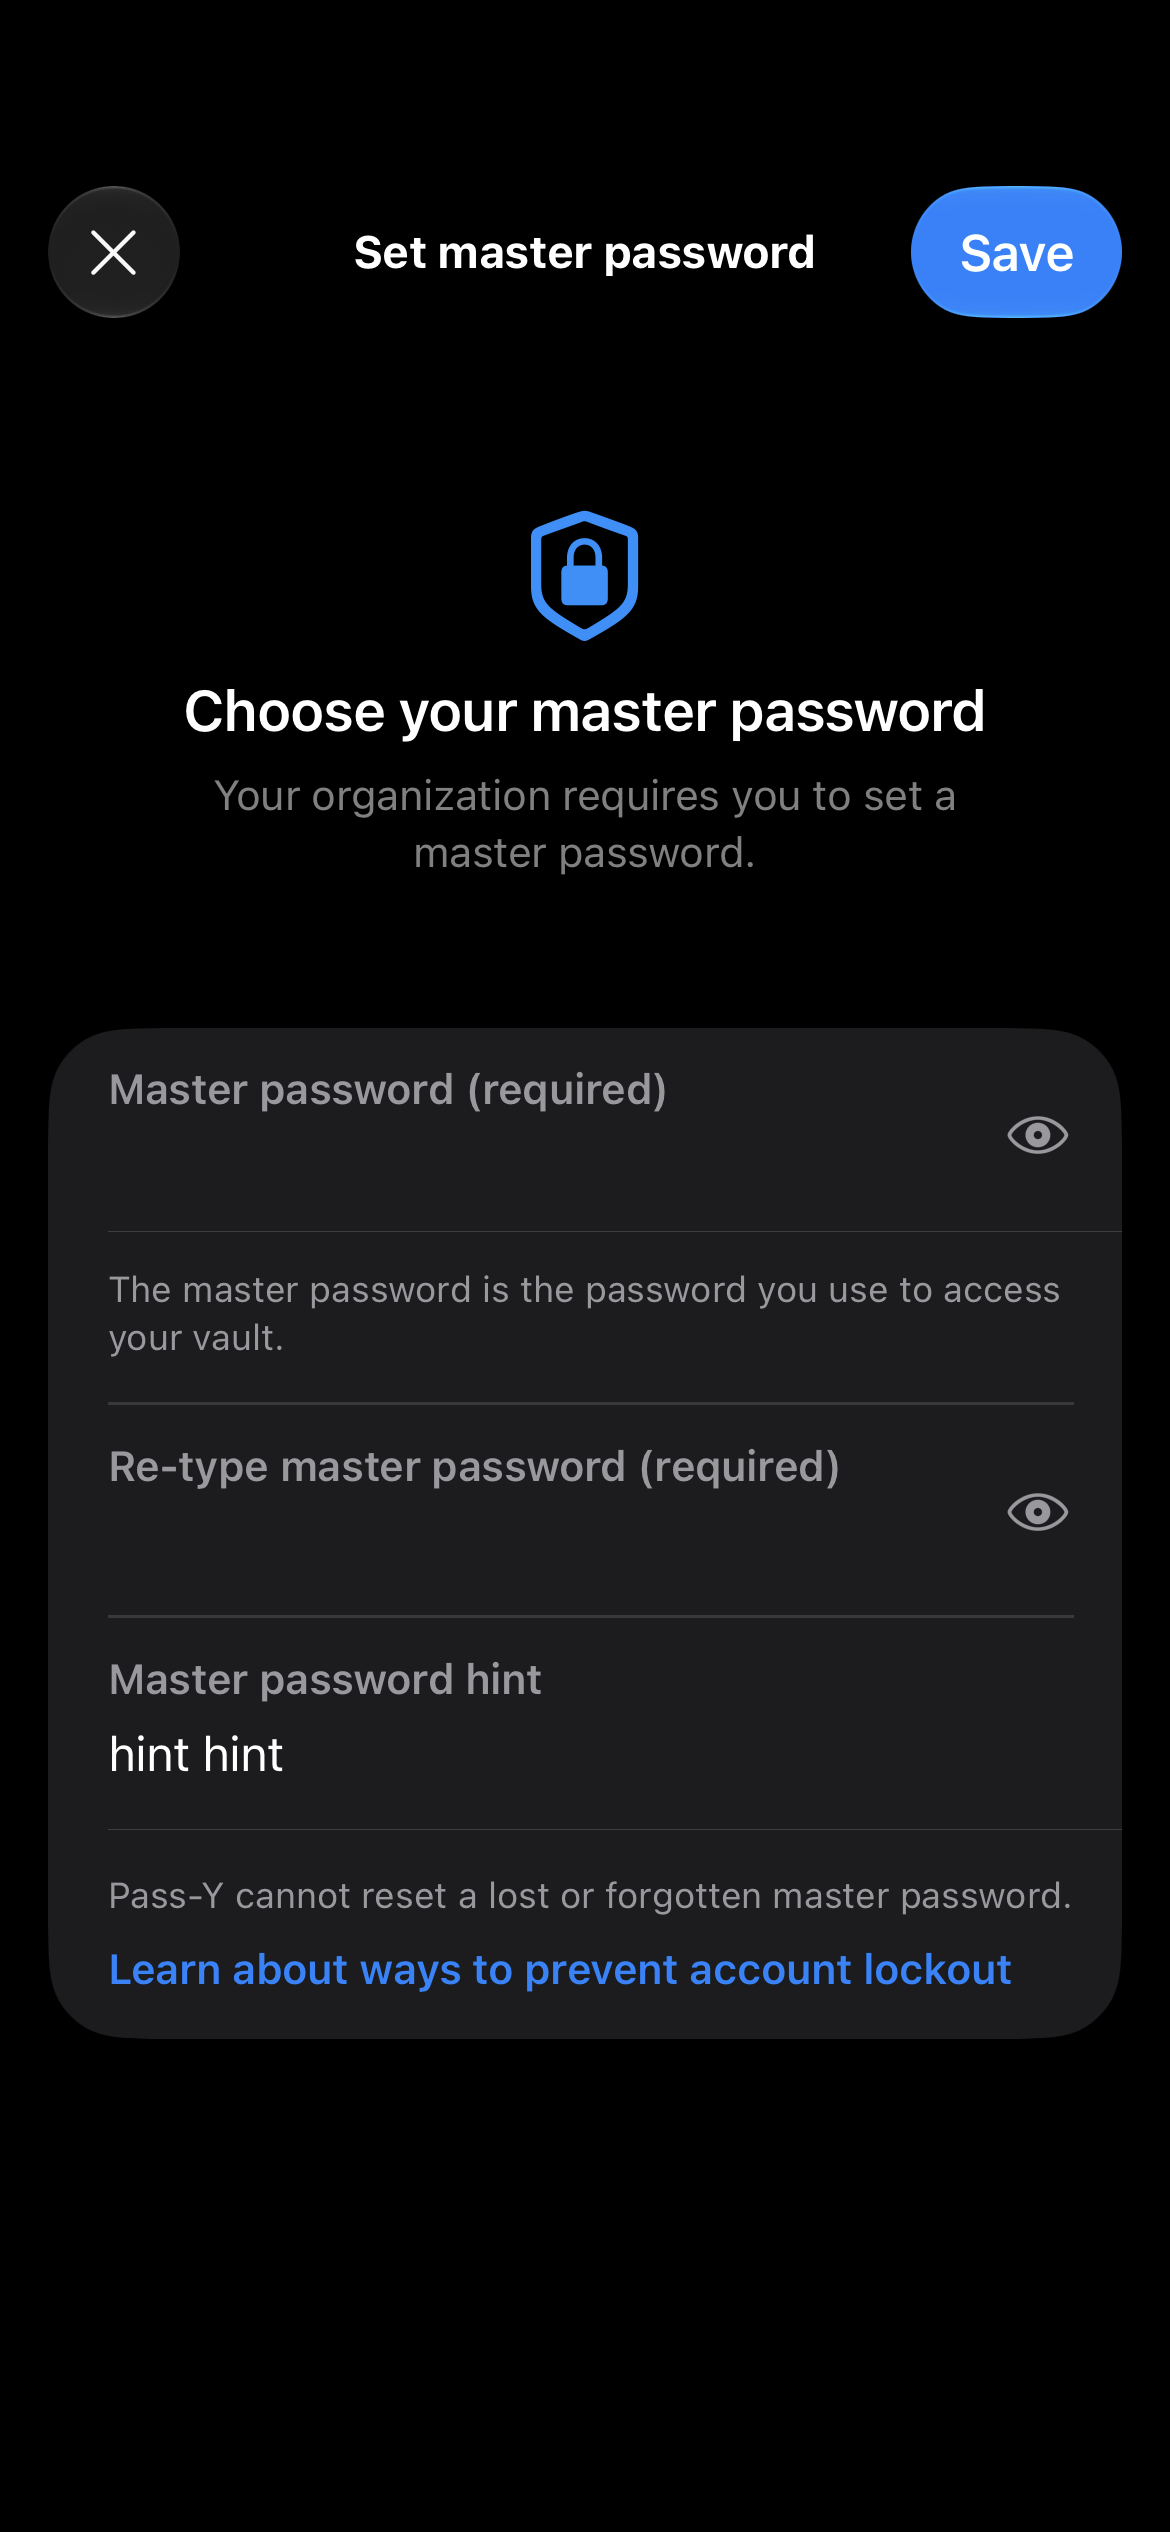 Set master password
Save
Choose your master password
Your organization requires you to set a
master password.
Master password (required)
The master password is the password you use to access
your vault.
Re-type master password (required)
Master password hint
hint hint
Pass-Y cannot reset a lost or forgotten master password.
Learn about ways to prevent account lockout